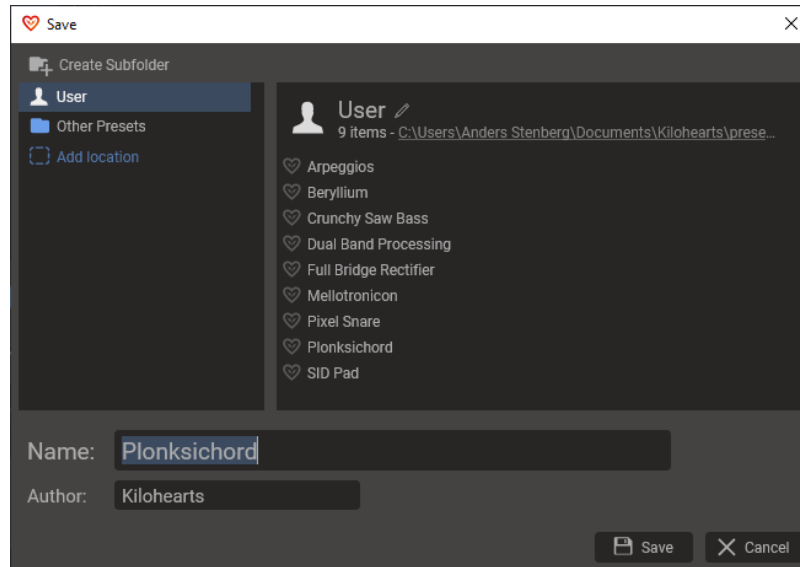 Save
Create Subfolder
User
Other Presets
Add location
User
9 items - C:\Users\Anders Stenberg\Documents\Kilohearts\prese...
Arpeggios
Beryllium
Crunchy Saw Bass
Dual Band Processing
Full Bridge Rectifier
Mellotronicon
Pixel Snare
Plonksichord
SID Pad
Name: Plonksichord
Author: Kilohearts
Save Cancel